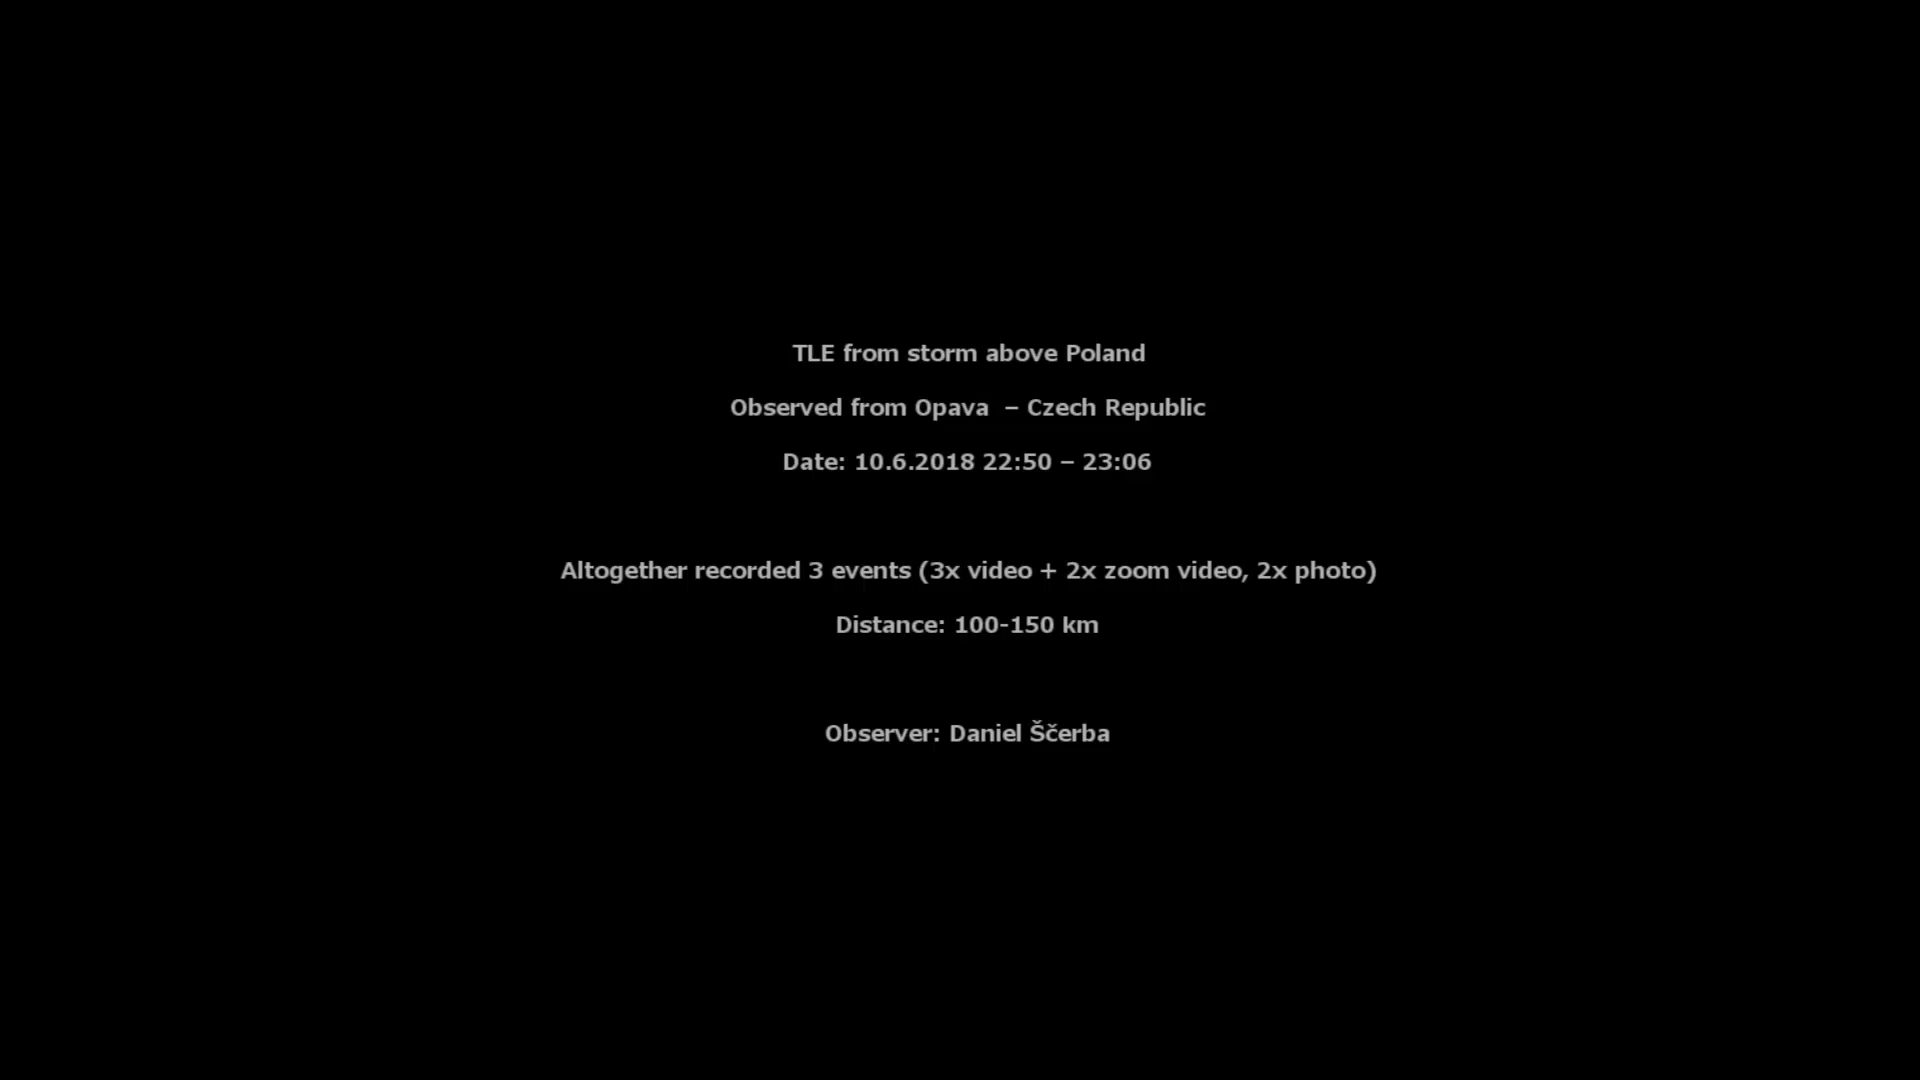 TLE from storm above Poland
Observed from Opava – Czech Republic
Date: 10.6.2018 22:50 – 23:06
Altogether recorded 3 events (3x video + 2x zoom video, 2x photo)
Distance: 100-150 km
Observer: Daniel Ščerba